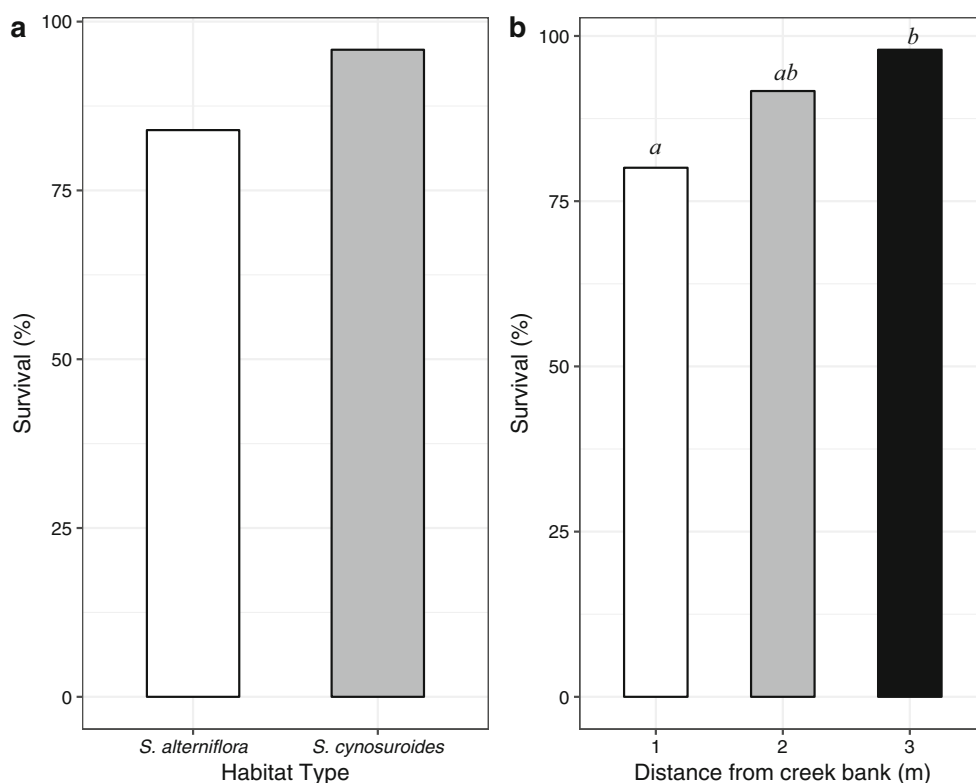 a
100
75
50
25
0
Survival (%)
S. alterniflora
S. cynosuroides
Habitat Type
b
100
75
50
25
0
Survival (%)
a
ab
b
1
2
3
Distance from creek bank (m)